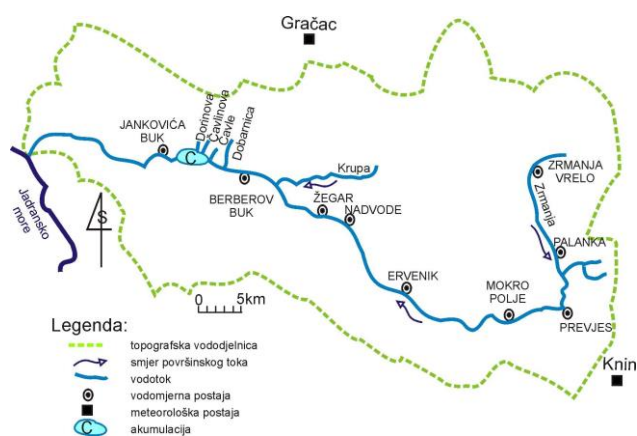 Gračac
JANKOVIĆA
BUK
Dorinova
Čavlinova
Čavle
Dobarnica
C
BERBEROV
BUK
Krupa
ŽEGAR
NADVODE
ZRMANJA
VRELO
Zrmanja
PALANKA
Jadransko
more
S
ERVENIK
MOKRO
POLJE
PREVJES
0 5km
Knin
Legenda:
topografska vododjelnica
smjer površinskog toka
vodotok
vodomjerna postaja
meteorološka postaja
C akumulacija